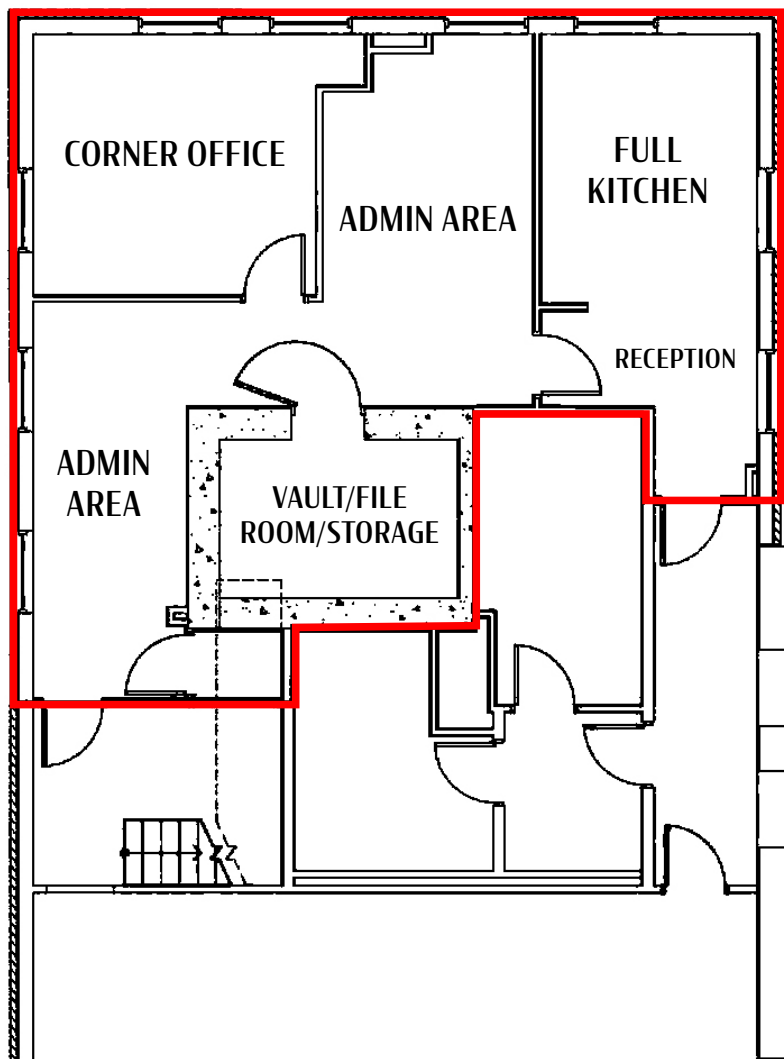 CORNER OFFICE
FULL
KITCHEN
ADMIN AREA
RECEPTION
ADMIN
AREA
VAULT/FILE
ROOM/STORAGE